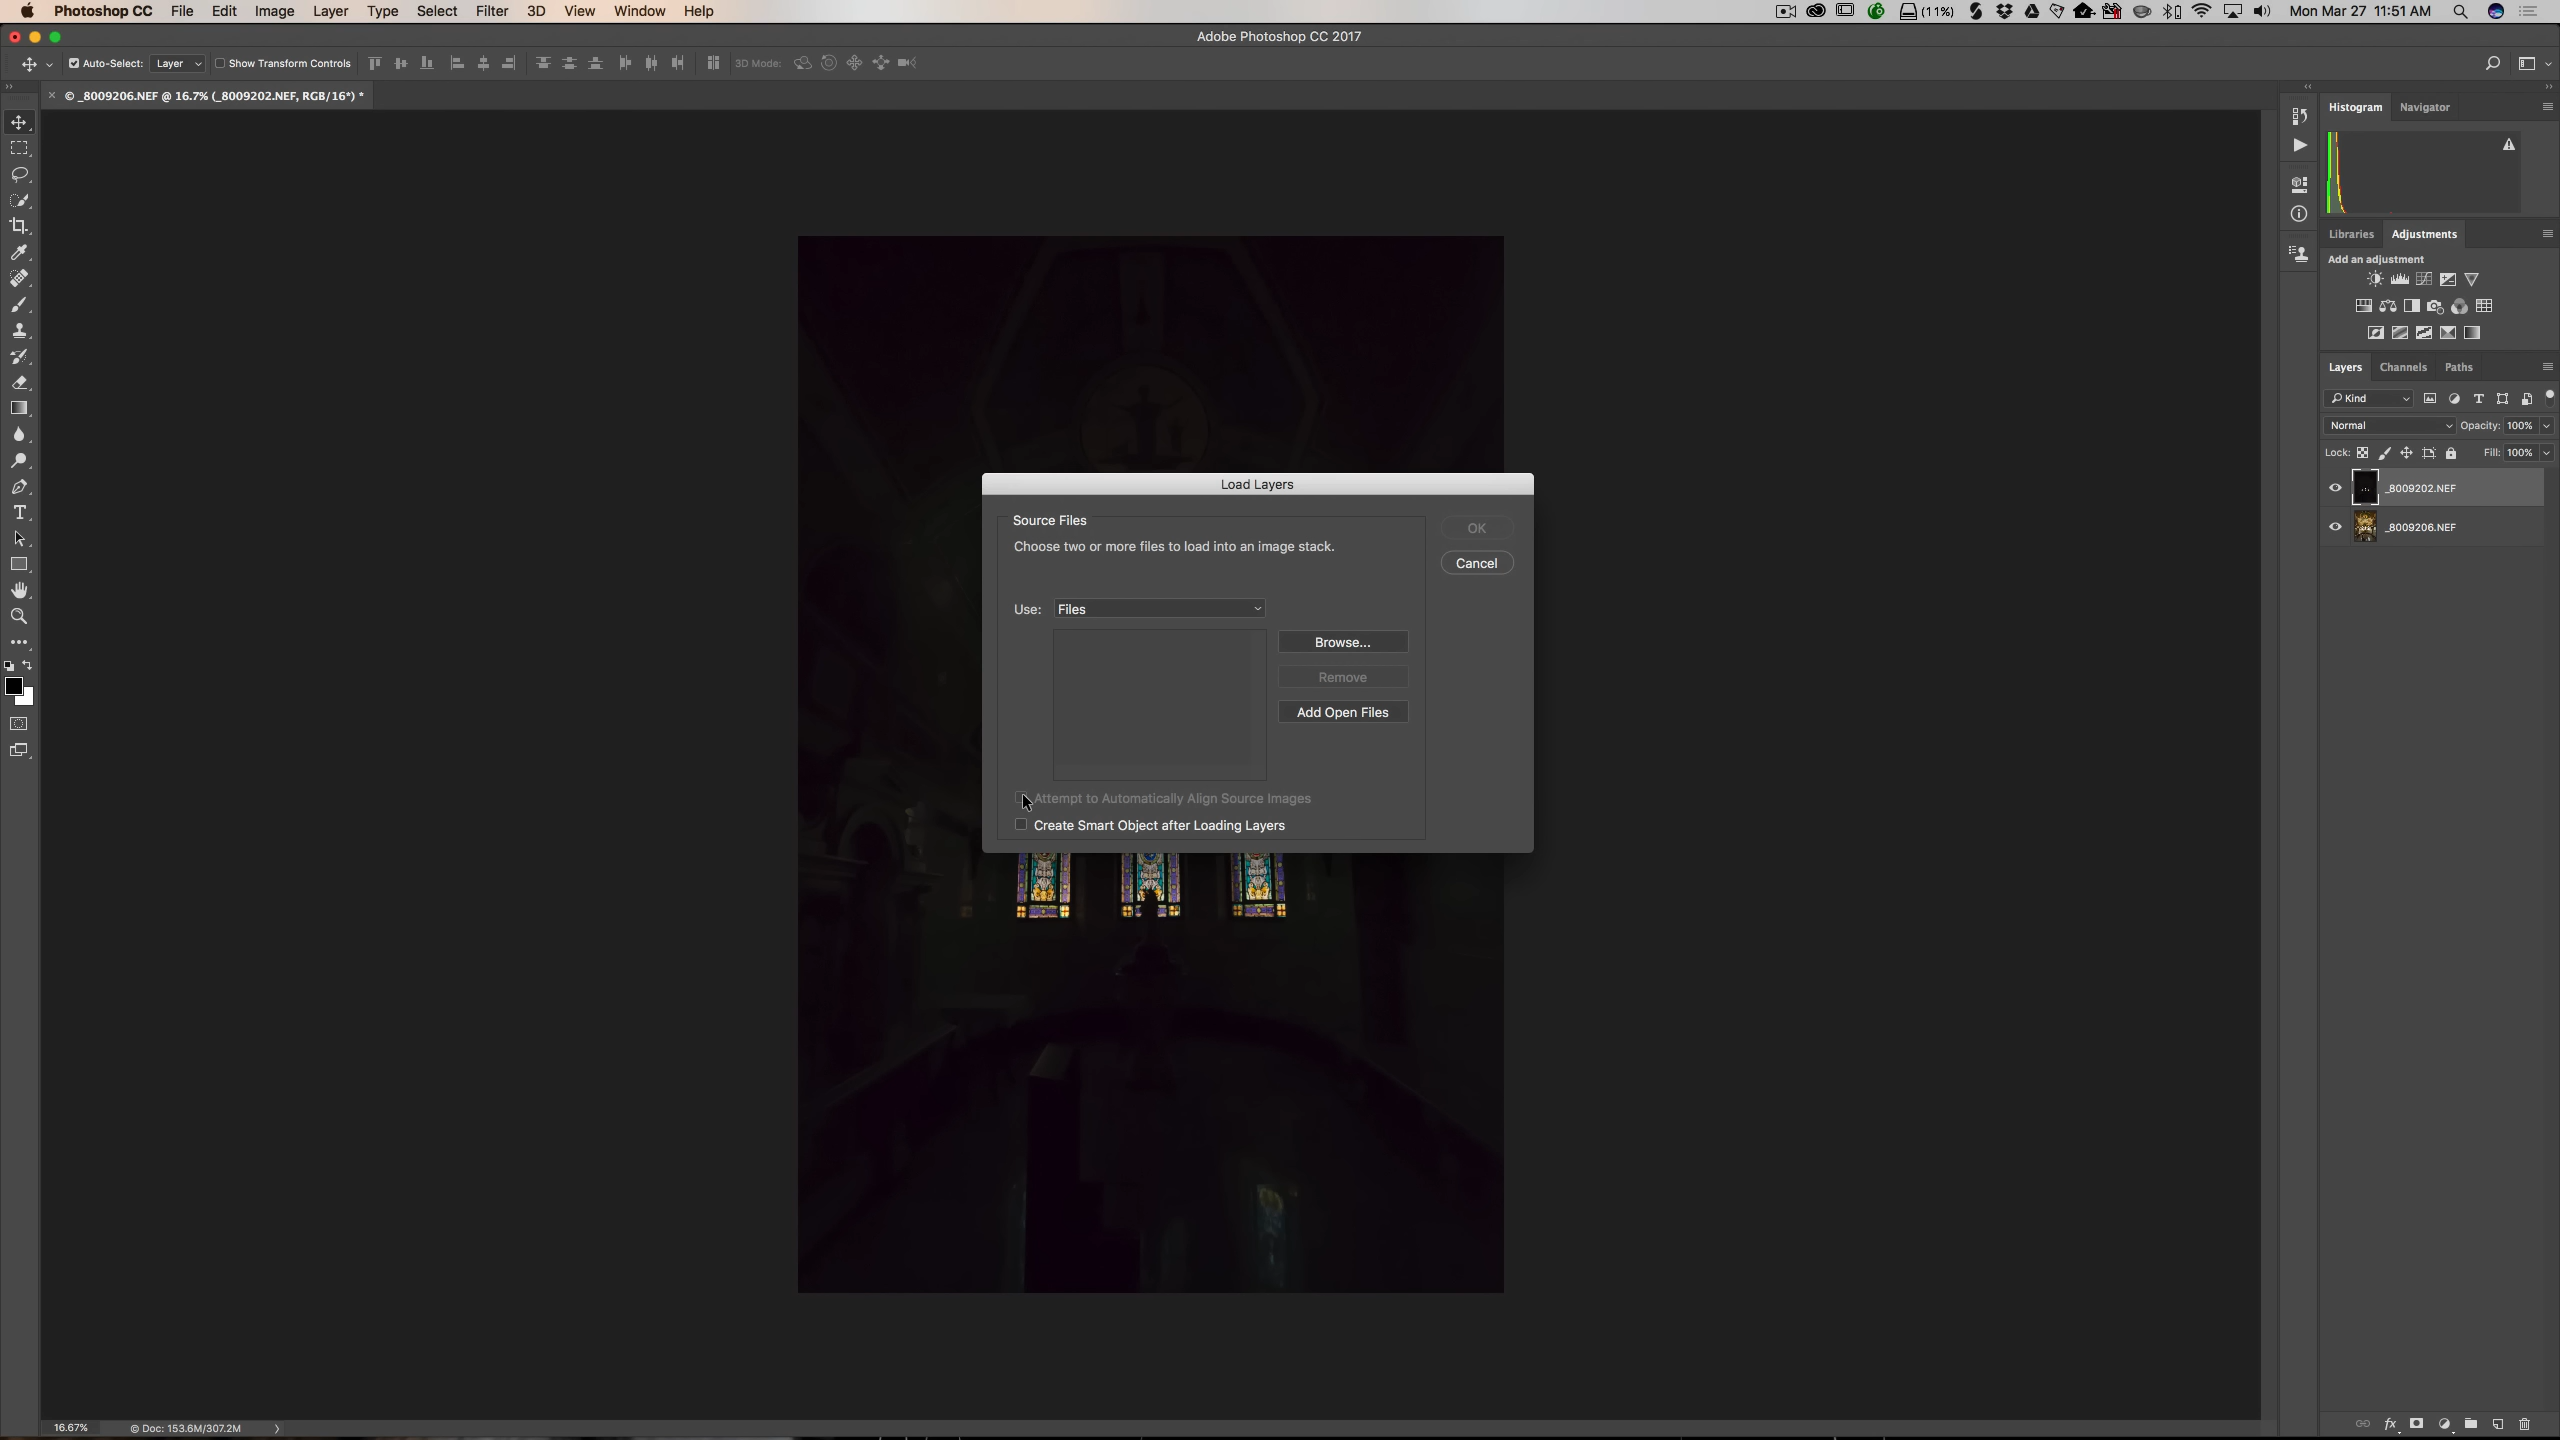 Photoshop CC File Edit Image Layer Type Select Filter 3D View Window Help (11%) Mon Mar 27 11:51 AM
Adobe Photoshop CC 2017
Auto-Select: Layer Show Transform Controls 3D Mode:
© _8009206.NEF @ 16.7% (_8009202.NEF, RGB/16*) *
Histogram Navigator
Libraries Adjustments
Add an adjustment
Layers Channels Paths
Kind
Normal Opacity: 100%
Lock: Fill: 100%
_8009202.NEF
_8009206.NEF
Load Layers
Source Files
Choose two or more files to load into an image stack.
OK
Cancel
Use: Files
Browse...
Remove
Add Open Files
Attempt to Automatically Align Source Images
Create Smart Object after Loading Layers
16.67% © Doc: 153.6M/307.2M